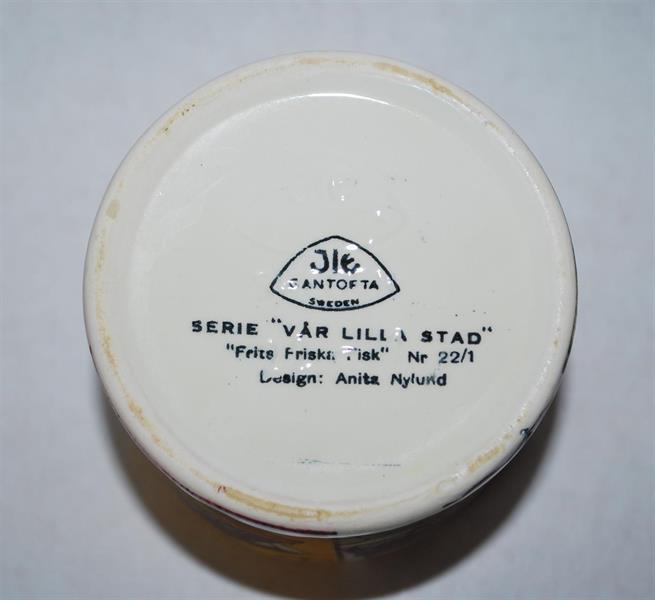 JIE
GANTOFTA
SWEDEN
SERIE "VÅR LILLA STAD"
"Frits Friska Fisk" Nr 22/1
Design: Anita Nylund